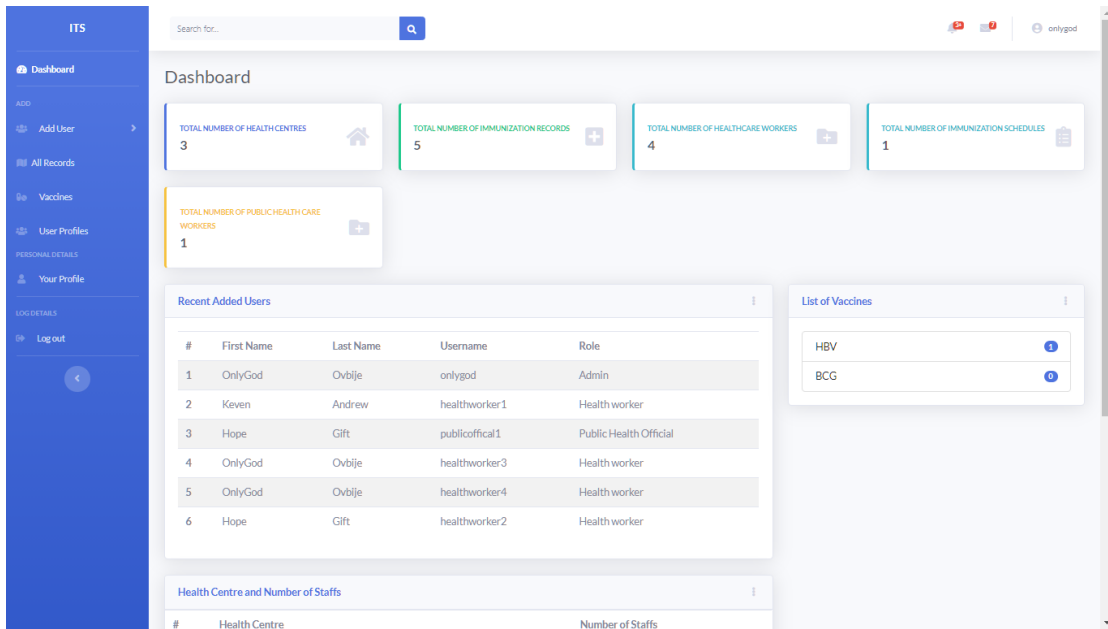 ITS
Search for...
3+
7
onlygod
Dashboard
ADD
Add User
All Records
Vaccines
User Profiles
PERSONAL DETAILS
Your Profile
LOG DETAILS
Log out
Dashboard
TOTAL NUMBER OF HEALTH CENTRES
3
TOTAL NUMBER OF IMMUNIZATION RECORDS
5
TOTAL NUMBER OF HEALTHCARE WORKERS
4
TOTAL NUMBER OF IMMUNIZATION SCHEDULES
1
TOTAL NUMBER OF PUBLIC HEALTH CARE
WORKERS
1
Recent Added Users
# First Name Last Name Username Role
1 OnlyGod Ovbije onlygod Admin
2 Keven Andrew healthworker1 Health worker
3 Hope Gift publicoffical1 Public Health Official
4 OnlyGod Ovbije healthworker3 Health worker
5 OnlyGod Ovbije healthworker4 Health worker
6 Hope Gift healthworker2 Health worker
List of Vaccines
HBV 1
BCG 0
Health Centre and Number of Staffs
# Health Centre Number of Staffs